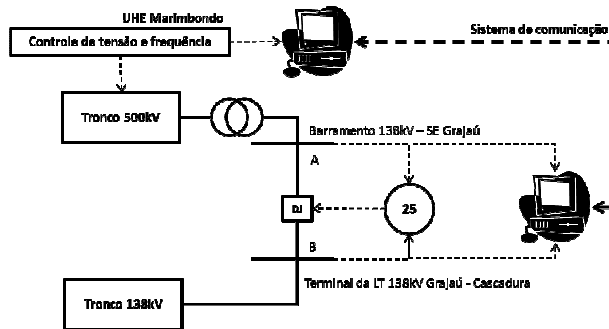 UHE Marimbondo
Controle de tensão e frequência
Sistema de comunicação
Tronco 500kV
Barramento 138kV – SE Grajaú
A
DJ
25
B
Terminal da LT 138kV Grajaú - Cascadura
Tronco 138kV